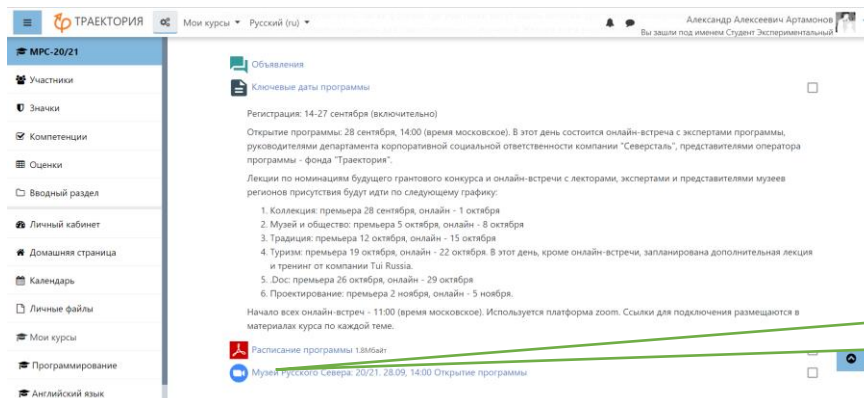 ТРАЕКТОРИЯ Мои курсы Русский (ru) Александр Алексеевич Артамонов
Вы зашли под именем Студент Экспериментальный
МРС-20/21
Участники
Значки
Компетенции
Оценки
Вводный раздел
Личный кабинет
Домашняя страница
Календарь
Личные файлы
Мои курсы
Программирование
Английский язык
Объявления
Ключевые даты программы
Регистрация: 14-27 сентября (включительно)
Открытие программы: 28 сентября, 14:00 (время московское). В этот день состоится онлайн-встреча с экспертами программы,
руководителями департамента корпоративной социальной ответственности компании "Северсталь", представителями оператора
программы - фонда "Траектория".
Лекции по номинациям будущего грантового конкурса и онлайн-встречи с лекторами, экспертами и представителями музеев
регионов присутствия будут идти по следующему графику:
1. Коллекция: премьера 28 сентября, онлайн - 1 октября
2. Музей и общество: премьера 5 октября, онлайн - 8 октября
3. Традиция: премьера 12 октября, онлайн - 15 октября
4. Туризм: премьера 19 октября, онлайн - 22 октября. В этот день, кроме онлайн-встречи, запланирована дополнительная лекция
и тренинг от компании Tui Russia.
5. .Doc: премьера 26 октября, онлайн - 29 октября
6. Проектирование: премьера 2 ноября, онлайн - 5 ноября.
Начало всех онлайн-встреч - 11:00 (время московское). Используется платформа zoom. Ссылки для подключения размещаются в
материалах курса по каждой теме.
Расписание программы 1.8Мбайт
Музей Русского Севера: 20/21. 28.09, 14:00 Открытие программы